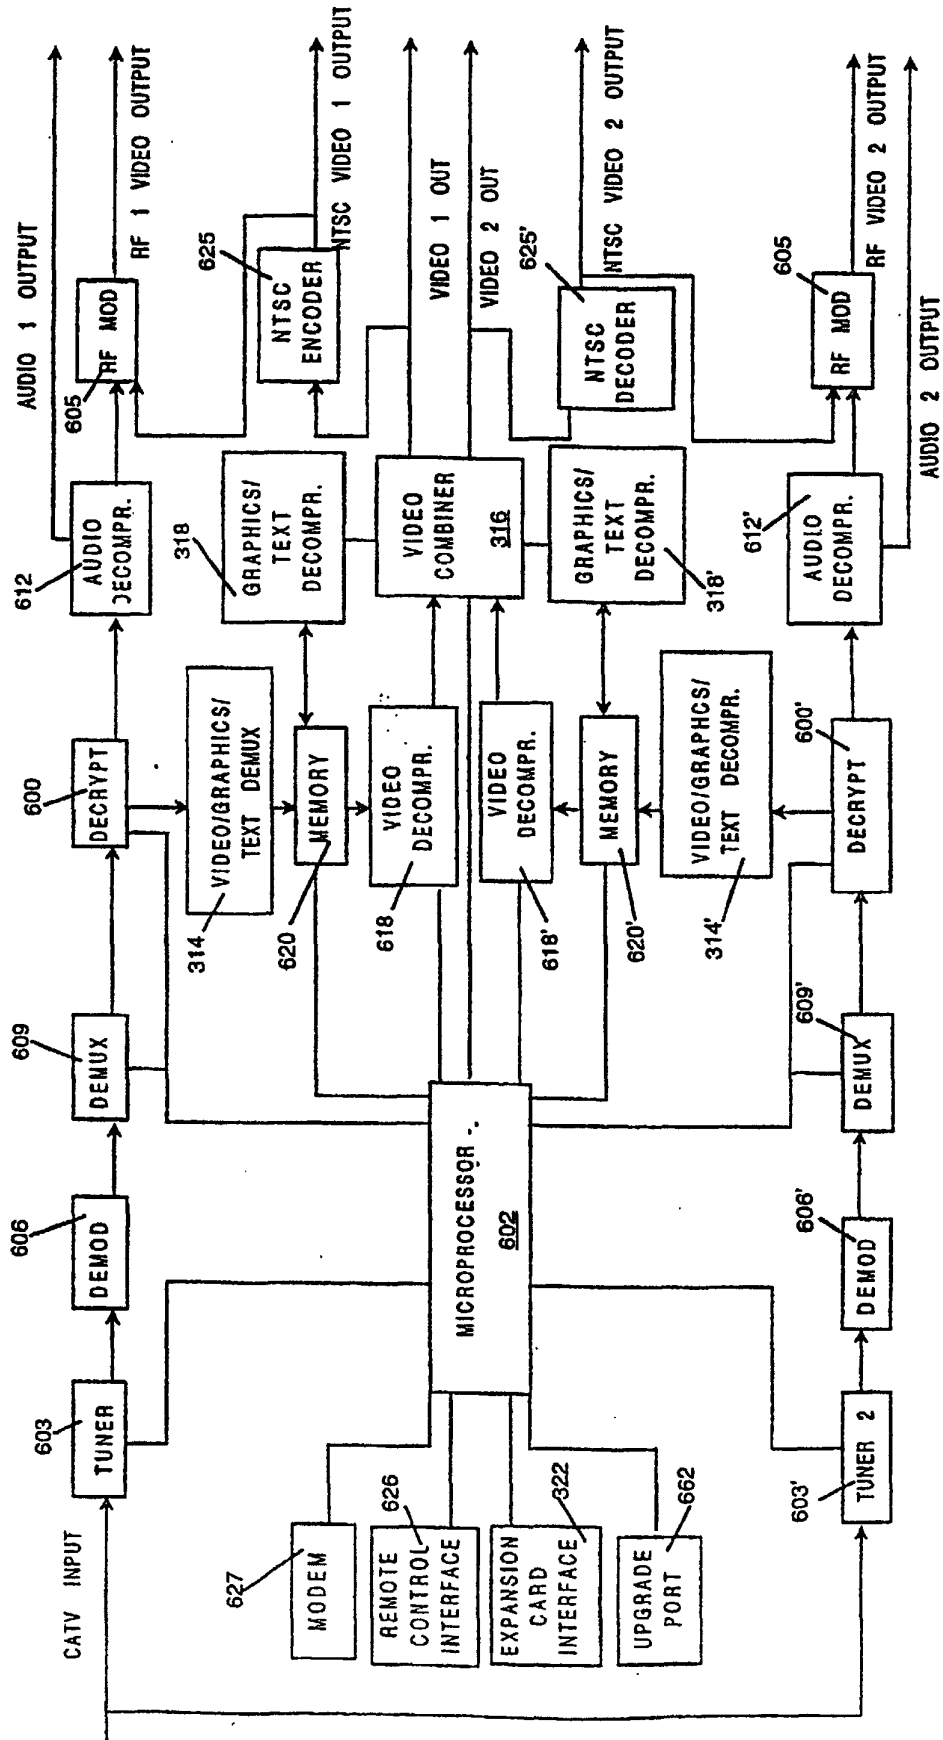 CATV INPUT
603
TUNER
606
DEMOD
609
DEMUX
600
DECRYPT
612
AUDIO
DECOMPR.
605
RF MOD
AUDIO 1 OUTPUT
RF 1 VIDEO OUTPUT
314
VIDEO/GRAPHICS/
TEXT DEMUX
318
GRAPHICS/
TEXT
DECOMPR.
625
NTSC
ENCODER
NTSC VIDEO 1 OUTPUT
620
MEMORY
618
VIDEO
DECOMPR.
VIDEO
COMBINER
316
VIDEO 1 OUT
VIDEO 2 OUT
627
MODEM
626
REMOTE
CONTROL
INTERFACE
322
EXPANSION
CARD
INTERFACE
662
UPGRADE
PORT
MICROPROCESSOR
602
618'
VIDEO
DECOMPR.
620'
MEMORY
318'
GRAPHICS/
TEXT
DECOMPR.
625'
NTSC
DECODER
NTSC VIDEO 2 OUTPUT
314'
VIDEO/GRAPHCS/
TEXT DECOMPR.
603'
TUNER 2
606'
DEMOD
609'
DEMUX
600'
DECRYPT
612'
AUDIO
DECOMPR.
605
RF MOD
RF VIDEO 2 OUTPUT
AUDIO 2 OUTPUT